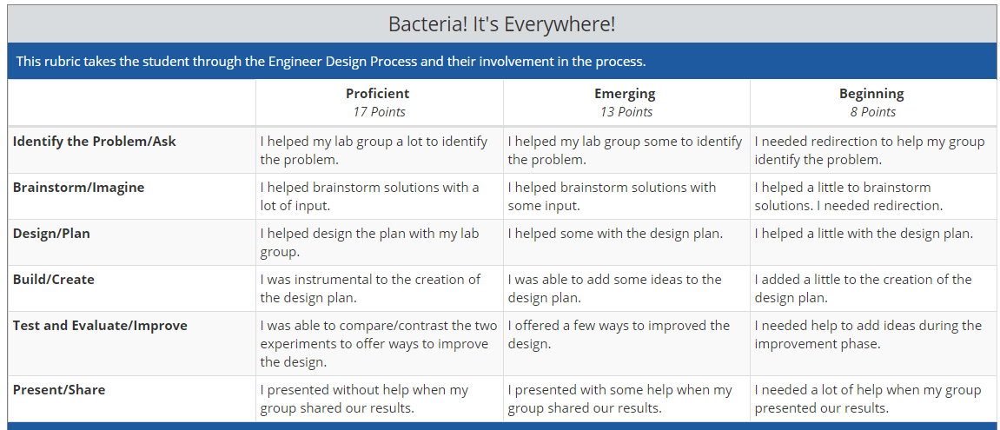 Bacteria! It's Everywhere!
This rubric takes the student through the Engineer Design Process and their involvement in the process.
Proficient
17 Points
Emerging
13 Points
Beginning
8 Points
Identify the Problem/Ask
I helped my lab group a lot to identify
the problem.
I helped my lab group some to identify
the problem.
I needed redirection to help my group
identify the problem.
Brainstorm/Imagine
I helped brainstorm solutions with a
lot of input.
I helped brainstorm solutions with
some input.
I helped a little to brainstorm
solutions. I needed redirection.
Design/Plan
I helped design the plan with my lab
group.
I helped some with the design plan.
I helped a little with the design plan.
Build/Create
I was instrumental to the creation of
the design plan.
I was able to add some ideas to the
design plan.
I added a little to the creation of the
design plan.
Test and Evaluate/Improve
I was able to compare/contrast the two
experiments to offer ways to improve
the design.
I offered a few ways to improved the
design.
I needed help to add ideas during the
improvement phase.
Present/Share
I presented without help when my
group shared our results.
I presented with some help when my
group shared our results.
I needed a lot of help when my group
presented our results.